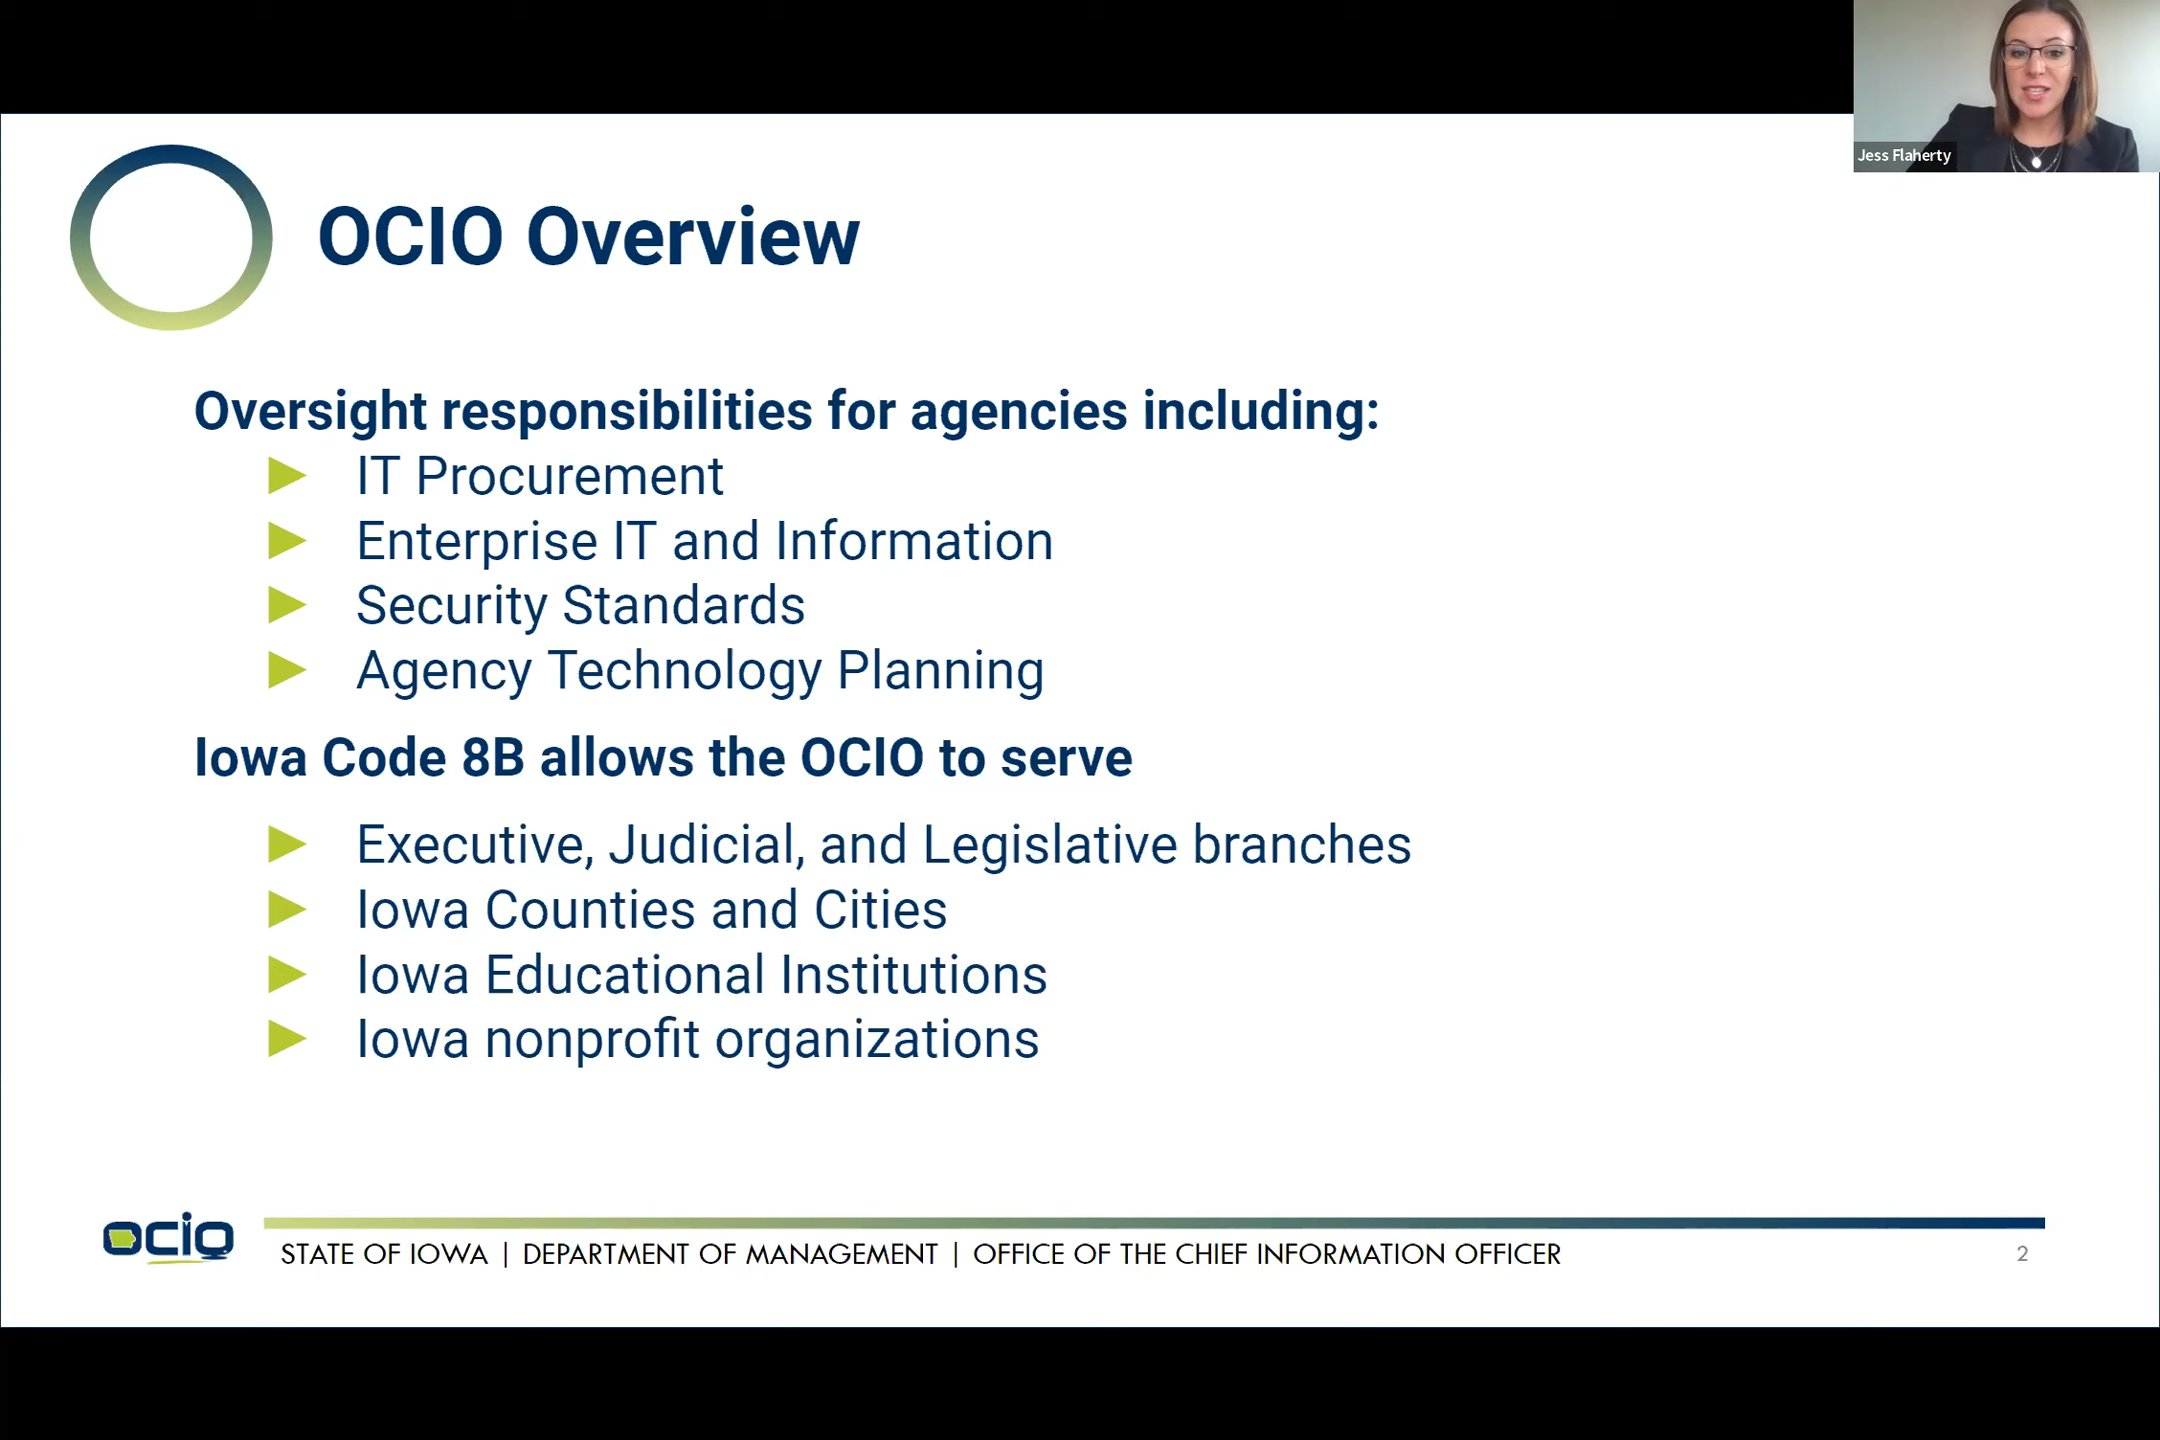 Jess Flaherty
OCIO Overview
Oversight responsibilities for agencies including:
IT Procurement
Enterprise IT and Information
Security Standards
Agency Technology Planning
Iowa Code 8B allows the OCIO to serve
Executive, Judicial, and Legislative branches
Iowa Counties and Cities
Iowa Educational Institutions
Iowa nonprofit organizations
ocio
STATE OF IOWA | DEPARTMENT OF MANAGEMENT | OFFICE OF THE CHIEF INFORMATION OFFICER
2